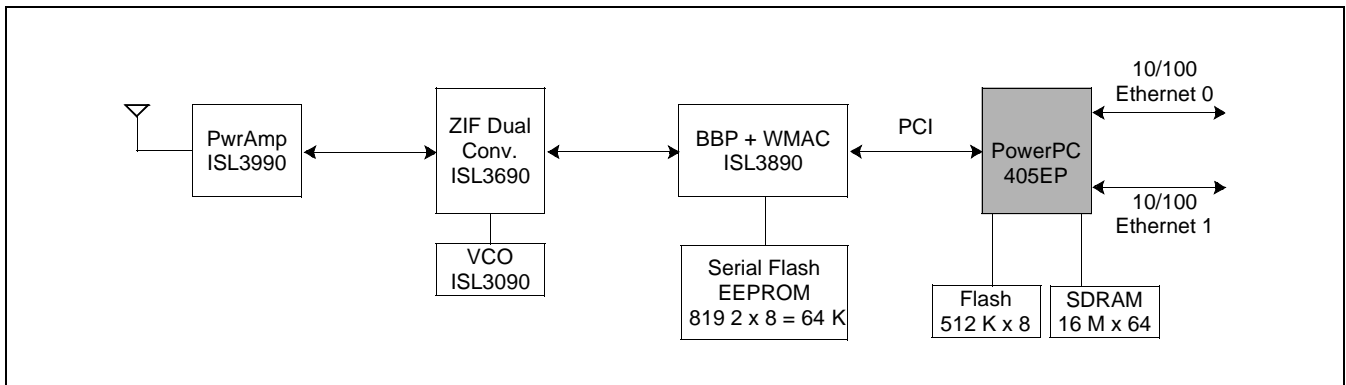 PwrAmp
ISL3990
ZIF Dual
Conv.
ISL3690
VCO
ISL3090
BBP + WMAC
ISL3890
Serial Flash
EEPROM
819 2 x 8 = 64 K
PCI
PowerPC
405EP
10/100
Ethernet 0
10/100
Ethernet 1
Flash
512 K x 8
SDRAM
16 M x 64